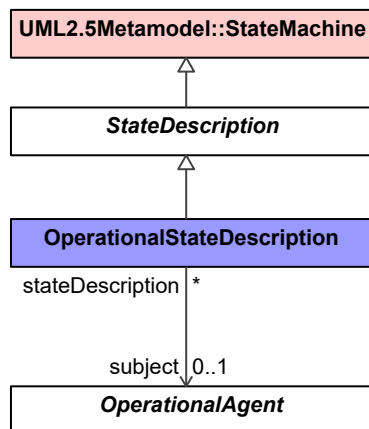 UML2.5Metamodel::StateMachine
StateDescription
OperationalStateDescription
stateDescription *
subject 0..1
OperationalAgent